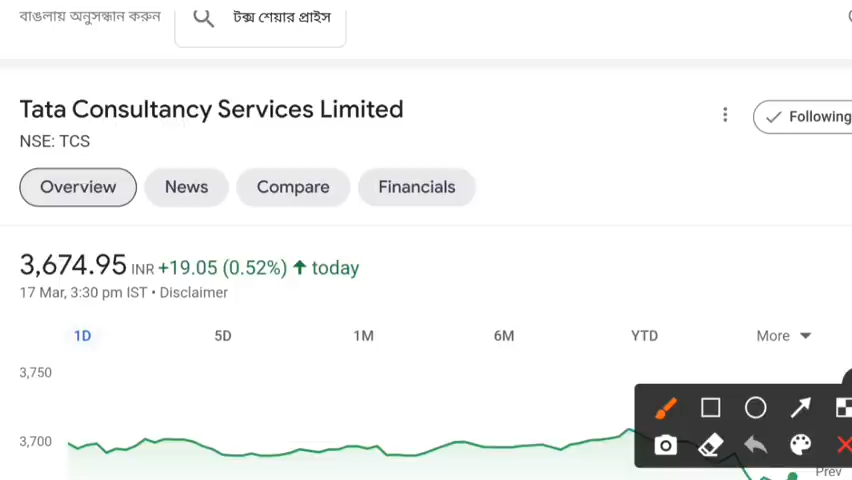 বাঙলায় অনুসন্ধান করুন
টক্স শেয়ার প্রাইস
Tata Consultancy Services Limited
NSE: TCS
Following
Overview
News
Compare
Financials
3,674.95 INR +19.05 (0.52%) ↑ today
17 Mar, 3:30 pm IST • Disclaimer
1D
5D
1M
6M
YTD
More
3,750
3,700
Prev